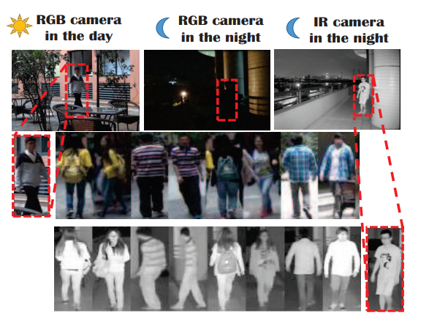 RGB camera
in the day
RGB camera
in the night
IR camera
in the night